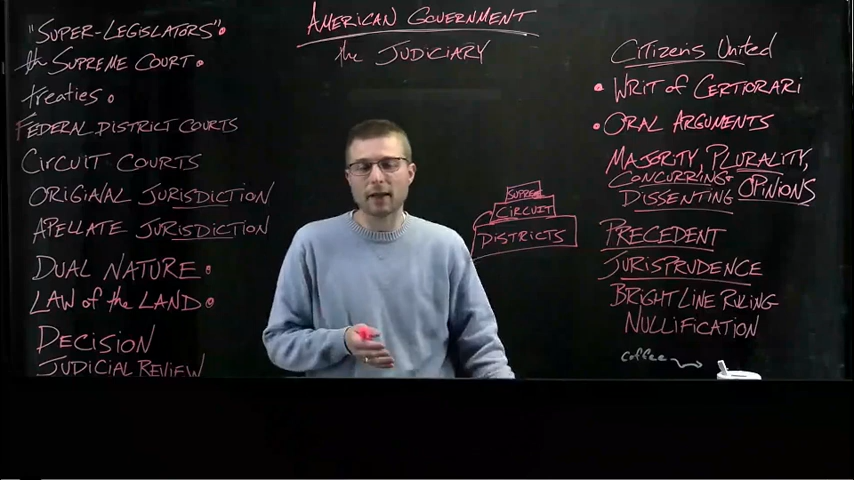 AMERICAN GOVERNMENT
the JUDICIARY
"SUPER-LEGISLATORS"
the SUPREME COURT
treaties
FEDERAL DISTRICT COURTS
CIRCUIT COURTS
ORIGINAL JURISDICTION
APELLATE JURISDICTION
DUAL NATURE
LAW of the LAND
DECISION
JUDICIAL REVIEW
SUPREME
CIRCUIT
DISTRICTS
CITIZENS UNITED
WRIT of CERTIORARI
ORAL ARGUMENTS
MAJORITY, PLURALITY,
CONCURRING,
DISSENTING OPINIONS
PRECEDENT
JURISPRUDENCE
BRIGHT LINE RULING
NULLIFICATION
coffee